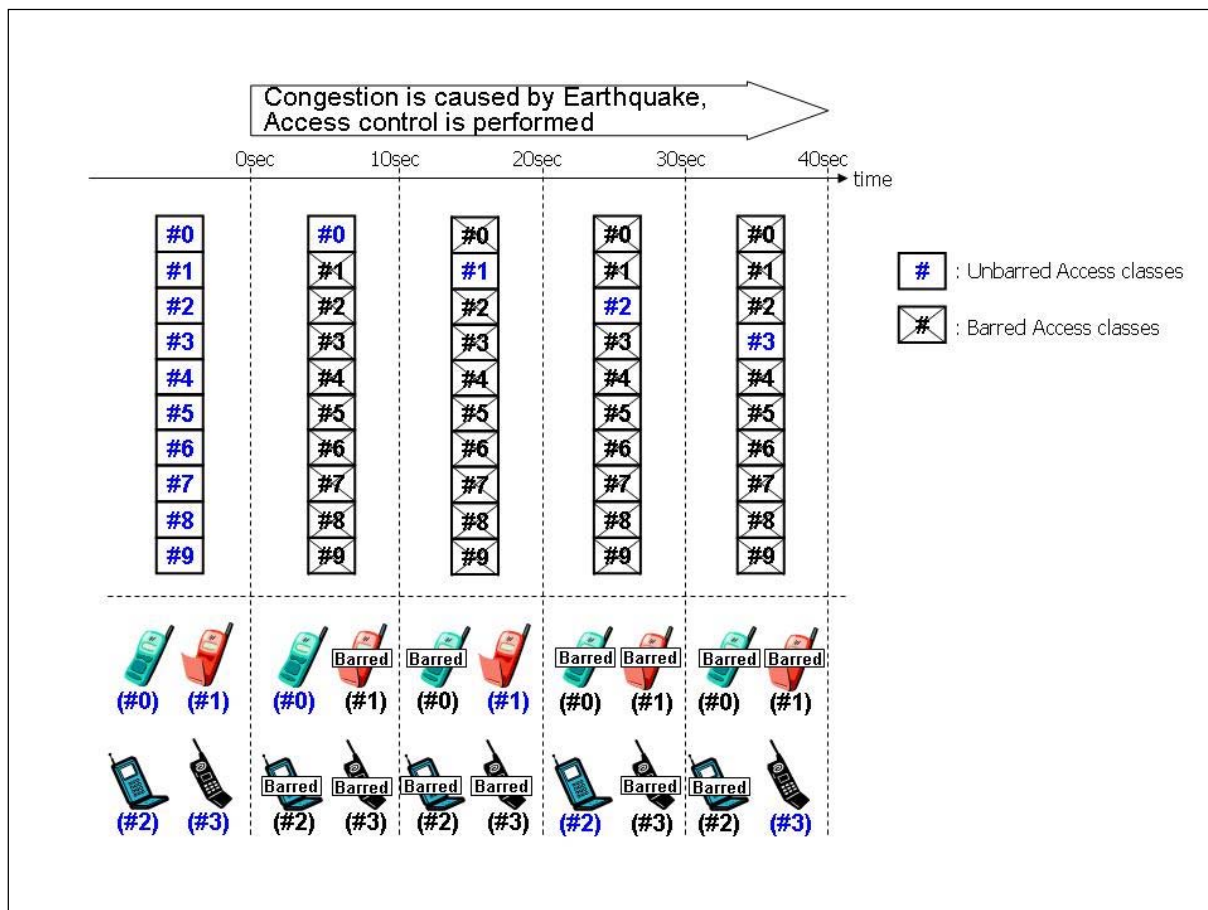 Congestion is caused by Earthquake,
Access control is performed
0sec 10sec 20sec 30sec 40sec
time
#0 #0 #0 #0 #0
#1 #1 #1 #1 #1
#2 #2 #2 #2 #2
#3 #3 #3 #3 #3
#4 #4 #4 #4 #4
#5 #5 #5 #5 #5
#6 #6 #6 #6 #6
#7 #7 #7 #7 #7
#8 #8 #8 #8 #8
#9 #9 #9 #9 #9
# : Unbarred Access classes
# : Barred Access classes
Barred Barred Barred Barred Barred Barred
(#0) (#1) (#0) (#1) (#0) (#1) (#0) (#1) (#0) (#1)
Barred Barred Barred Barred Barred Barred
(#2) (#3) (#2) (#3) (#2) (#3) (#2) (#3) (#2) (#3)